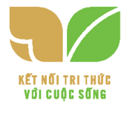 KẾT NỐI TRI THỨC
VỚI CUỘC SỐNG